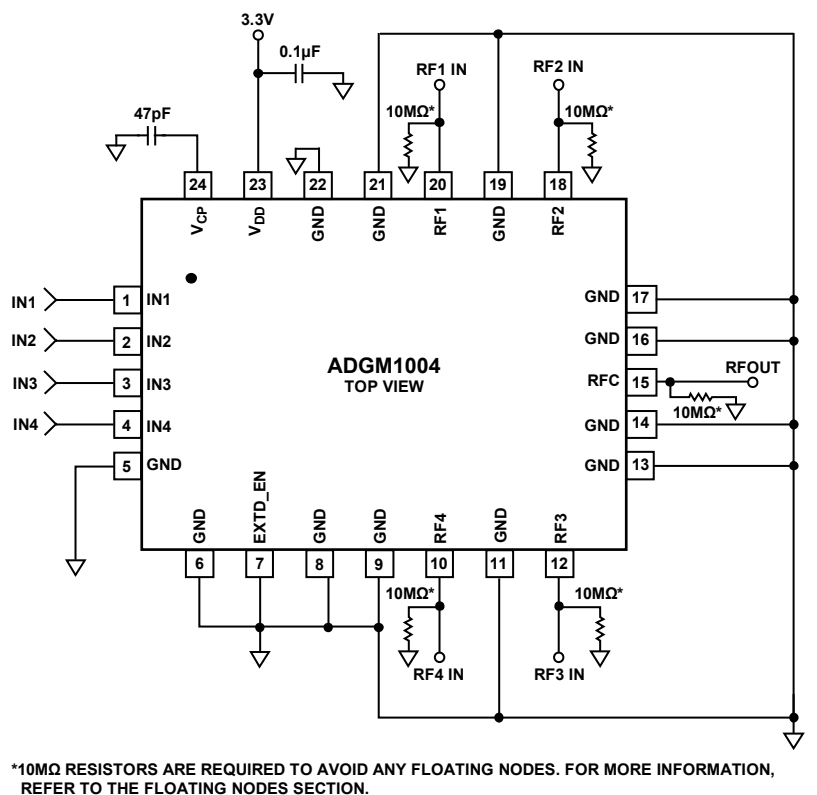 3.3V
0.1µF
RF1 IN
RF2 IN
10MΩ*
10MΩ*
47pF
24
23
22
21
20
19
18
VCP
VDD
GND
GND
RF1
GND
RF2
IN1
1
IN1
GND
17
IN2
2
IN2
GND
16
ADGM1004
TOP VIEW
IN3
3
IN3
RFC
15
RFOUT
10MΩ*
IN4
4
IN4
GND
14
5
GND
GND
13
GND
EXTD_EN
GND
GND
RF4
GND
RF3
6
7
8
9
10
11
12
10MΩ*
10MΩ*
RF4 IN
RF3 IN
*10MΩ RESISTORS ARE REQUIRED TO AVOID ANY FLOATING NODES. FOR MORE INFORMATION,
REFER TO THE FLOATING NODES SECTION.